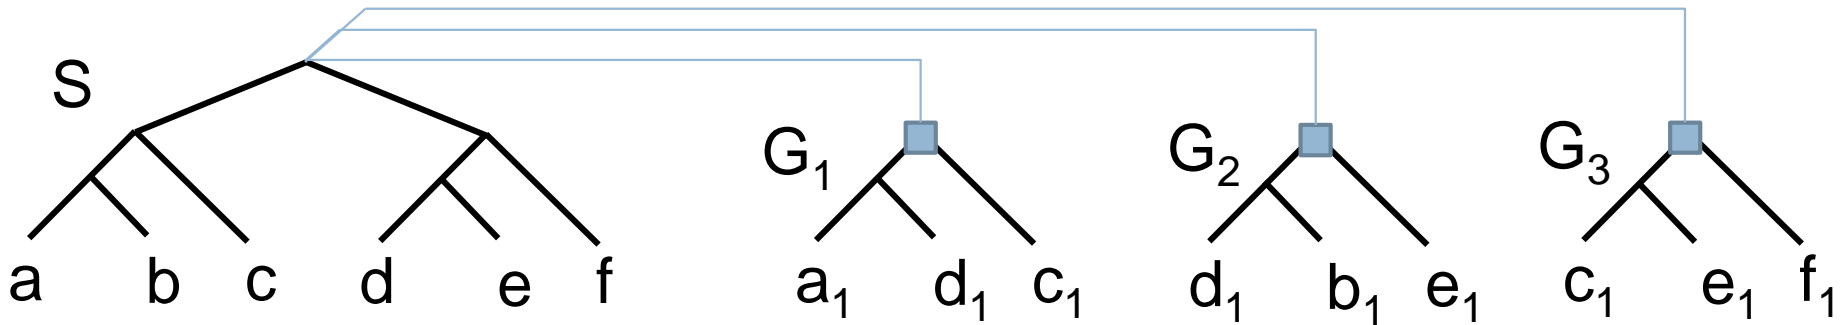 S
G₁
G₂
G₃
a b c d e f
a₁ d₁ c₁
d₁ b₁ e₁
c₁ e₁ f₁